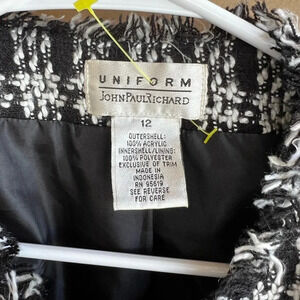 UNIFORM
JOHNPAULRICHARD
12
OUTERSHELL:
100% ACRYLIC
INNERSHELL/LINING:
100% POLYESTER
EXCLUSIVE OF TRIM
MADE IN
INDONESIA
RN 95619
SEE REVERSE
FOR CARE